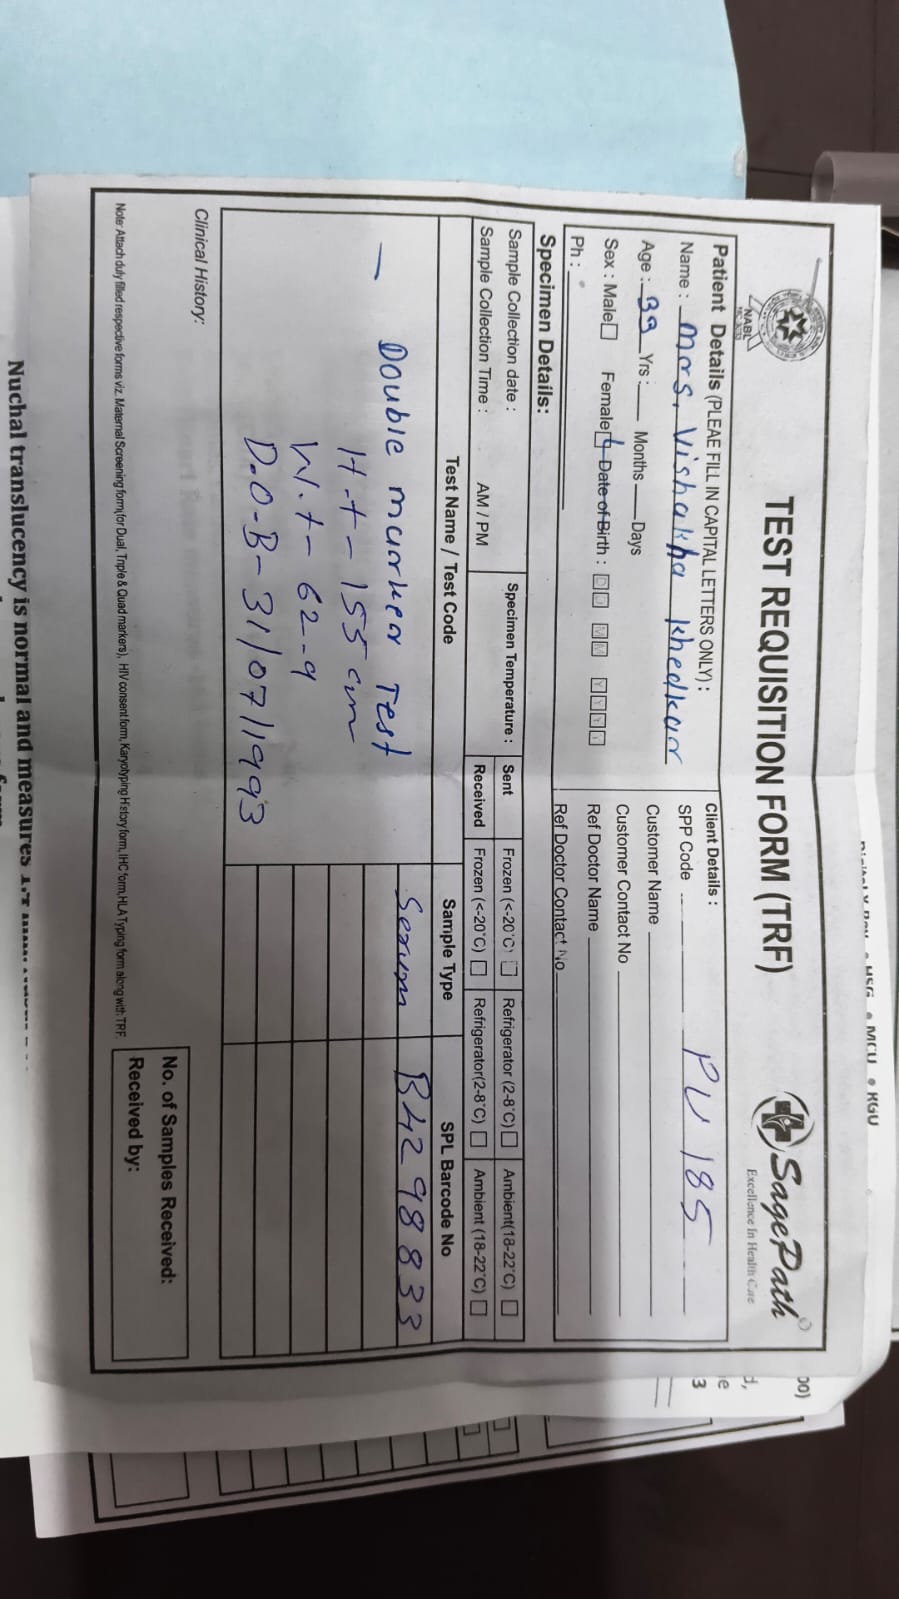 TEST REQUISITION FORM (TRF)
NABL
SagePath
Excellence In Health Care
Patient Details (PLEAE FILL IN CAPITAL LETTERS ONLY) :
Name : Mrs. Vishakha Khedkar
Age : 39 Yrs : Months Days
Sex : Male Female Date of Birth : D D M M Y Y Y Y
Ph :
Client Details :
SPP Code PU 185
Customer Name
Customer Contact No
Ref Doctor Name
Ref Doctor Contact No
Specimen Details:
Sample Collection date : Specimen Temperature : Sent Frozen (<-20°C) Refrigerator (2-8°C) Ambient(18-22°C)
Sample Collection Time : AM / PM Received Frozen (<-20°C) Refrigerator(2-8°C) Ambient (18-22°C)
Test Name / Test Code Sample Type SPL Barcode No
— Double marker Test Serum B4298833
H.t - 155 cm
W.t - 62.9
D.O.B - 31/07/1993
Clinical History:
No. of Samples Received:
Received by:
Note: Attach duly filled respective forms viz. Maternal Screening form(for Dual, Triple & Quad markers), HIV consent form, Karyotyping History form, IHC form,HLA Typing form along with TRF.
Nuchal translucency is normal and measures
• HSG • MCU • RGU